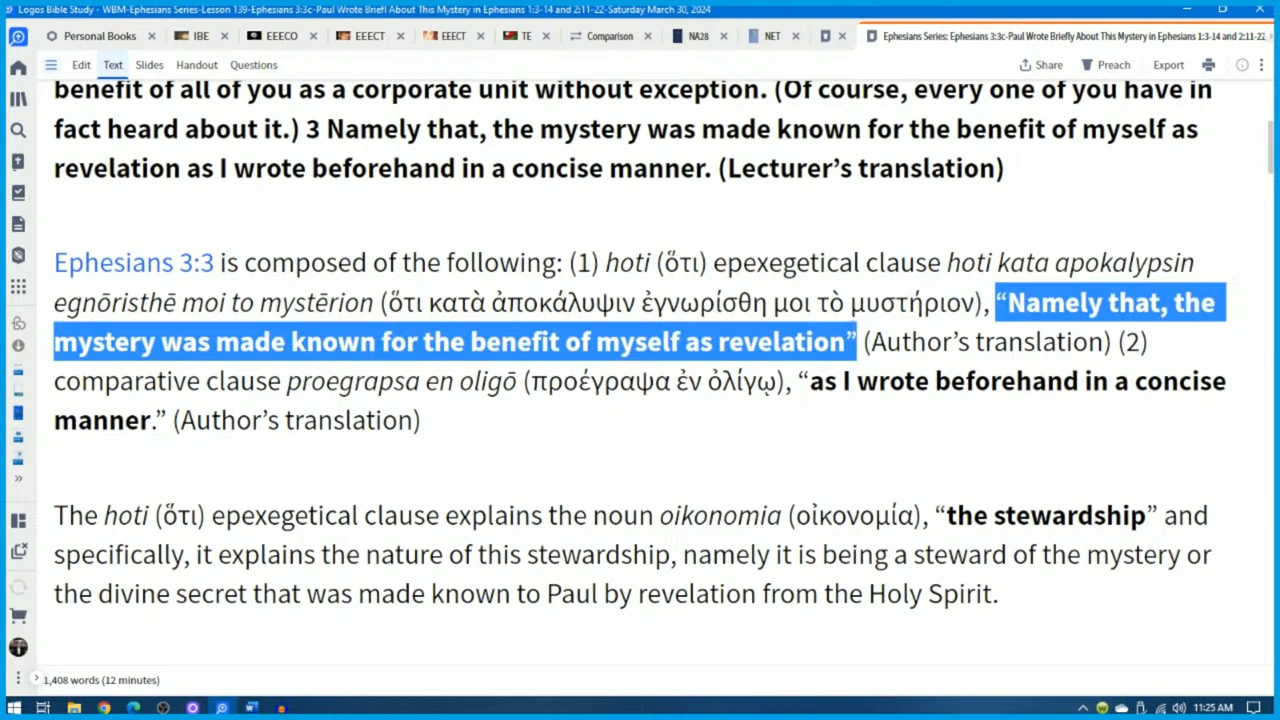 Logos Bible Study - WBM-Ephesians Series-Lesson 139-Ephesians 3:3c-Paul Wrote Briefl About This Mystery in Ephesians 1:3-14 and 2:11-22-Saturday March 30, 2024
Personal Books IBE EEECO EEECT EECT TE Comparison NA28 NET Ephesians Series: Ephesians 3:3c-Paul Wrote Briefly About This Mystery in Ephesians 1:3-14 and 2:11-22
Edit Text Slides Handout Questions Share Preach Export
benefit of all of you as a corporate unit without exception. (Of course, every one of you have in
fact heard about it.) 3 Namely that, the mystery was made known for the benefit of myself as
revelation as I wrote beforehand in a concise manner. (Lecturer’s translation)
Ephesians 3:3 is composed of the following: (1) hoti (ὅτι) epexegetical clause hoti kata apokalypsin
egnōristhē moi to mystērion (ὅτι κατὰ ἀποκάλυψιν ἐγνωρίσθη μοι τὸ μυστήριον), “Namely that, the
mystery was made known for the benefit of myself as revelation” (Author’s translation) (2)
comparative clause proegrapsa en oligō (προέγραψα ἐν ὀλίγῳ), “as I wrote beforehand in a concise
manner.” (Author’s translation)
The hoti (ὅτι) epexegetical clause explains the noun oikonomia (οἰκονομία), “the stewardship” and
specifically, it explains the nature of this stewardship, namely it is being a steward of the mystery or
the divine secret that was made known to Paul by revelation from the Holy Spirit.
1,408 words (12 minutes)
11:25 AM